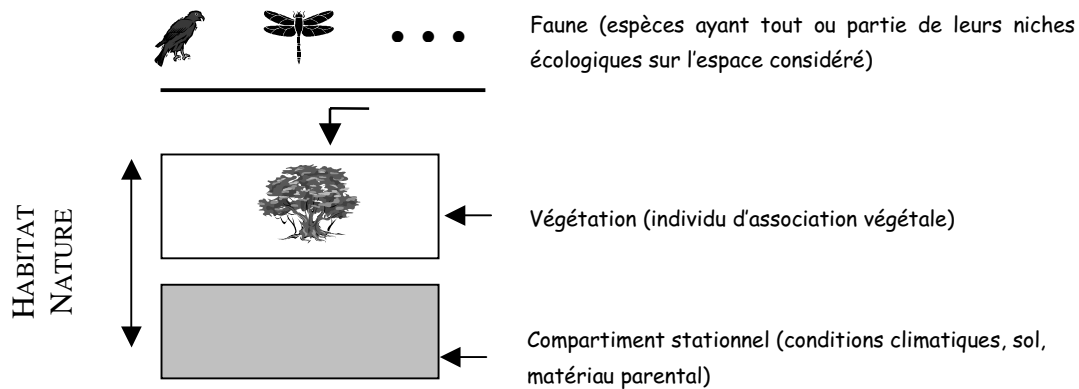 Faune (espèces ayant tout ou partie de leurs niches
écologiques sur l'espace considéré)
HABITAT
NATURE
Végétation (individu d'association végétale)
Compartiment stationnel (conditions climatiques, sol,
matériau parental)